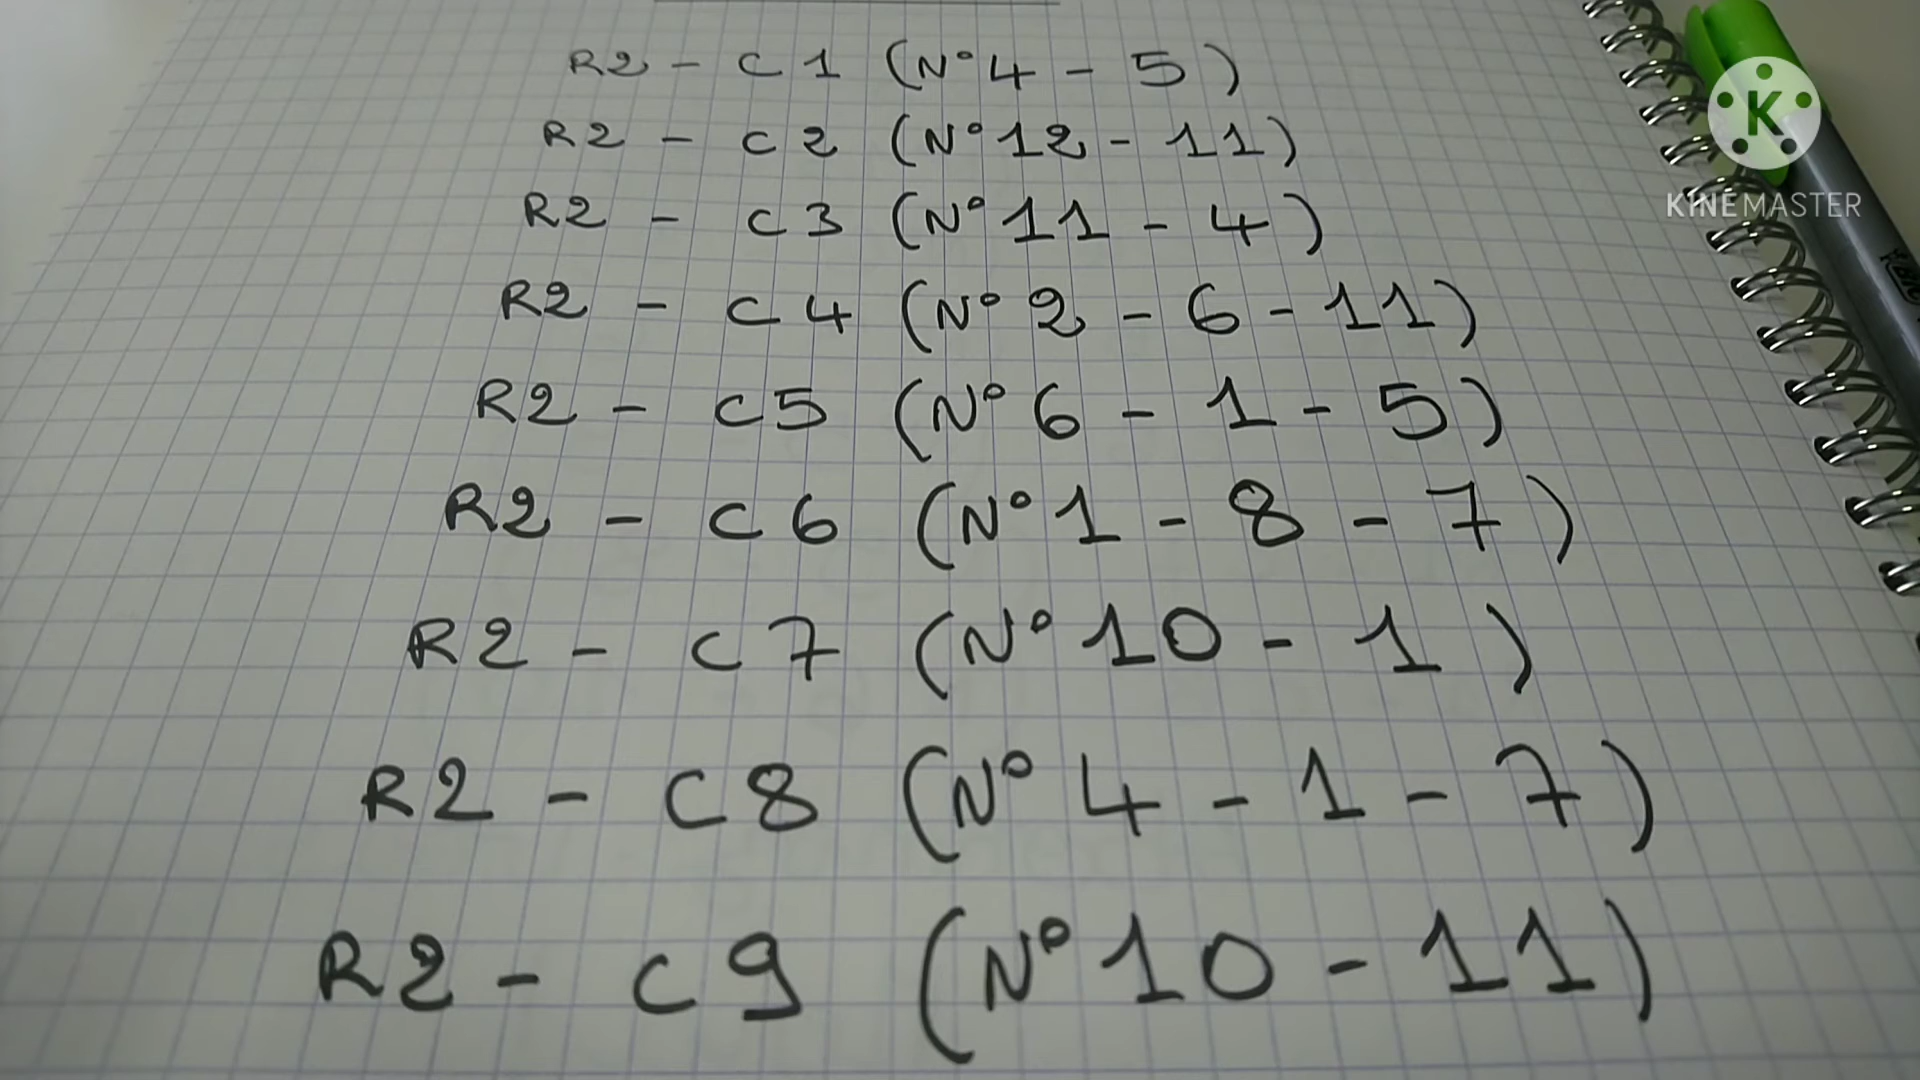 R2 - C1 (N°4 - 5)
R2 - C2 (N°12 - 11)
R2 - C3 (N°11 - 4)
R2 - C4 (N°2 - 6 - 11)
R2 - C5 (N°6 - 1 - 5)
R2 - C6 (N°1 - 8 - 7)
R2 - C7 (N°10 - 1)
R2 - C8 (N°4 - 1 - 7)
R2 - C9 (N°10 - 11)
K
KINEMASTER